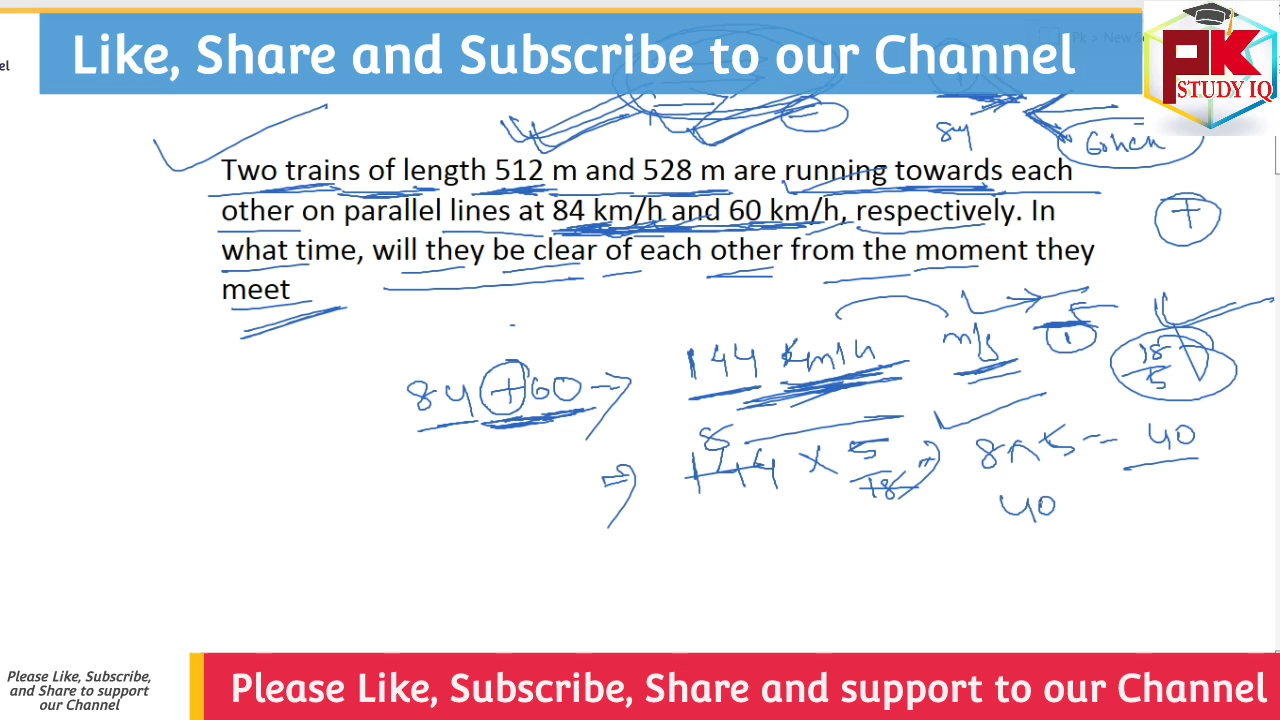 Like, Share and Subscribe to our Channel
PK
STUDY IQ
el
84
60 km/h
Two trains of length 512 m and 528 m are running towards each
other on parallel lines at 84 km/h and 60 km/h, respectively. In
what time, will they be clear of each other from the moment they
meet
+
84 + 60 → 144 km/h m/s
18/5
⇒ 144 × 5/18 8 × 5 = 40
8
40
Please Like, Subscribe,
and Share to support
our Channel
Please Like, Subscribe, Share and support to our Channel